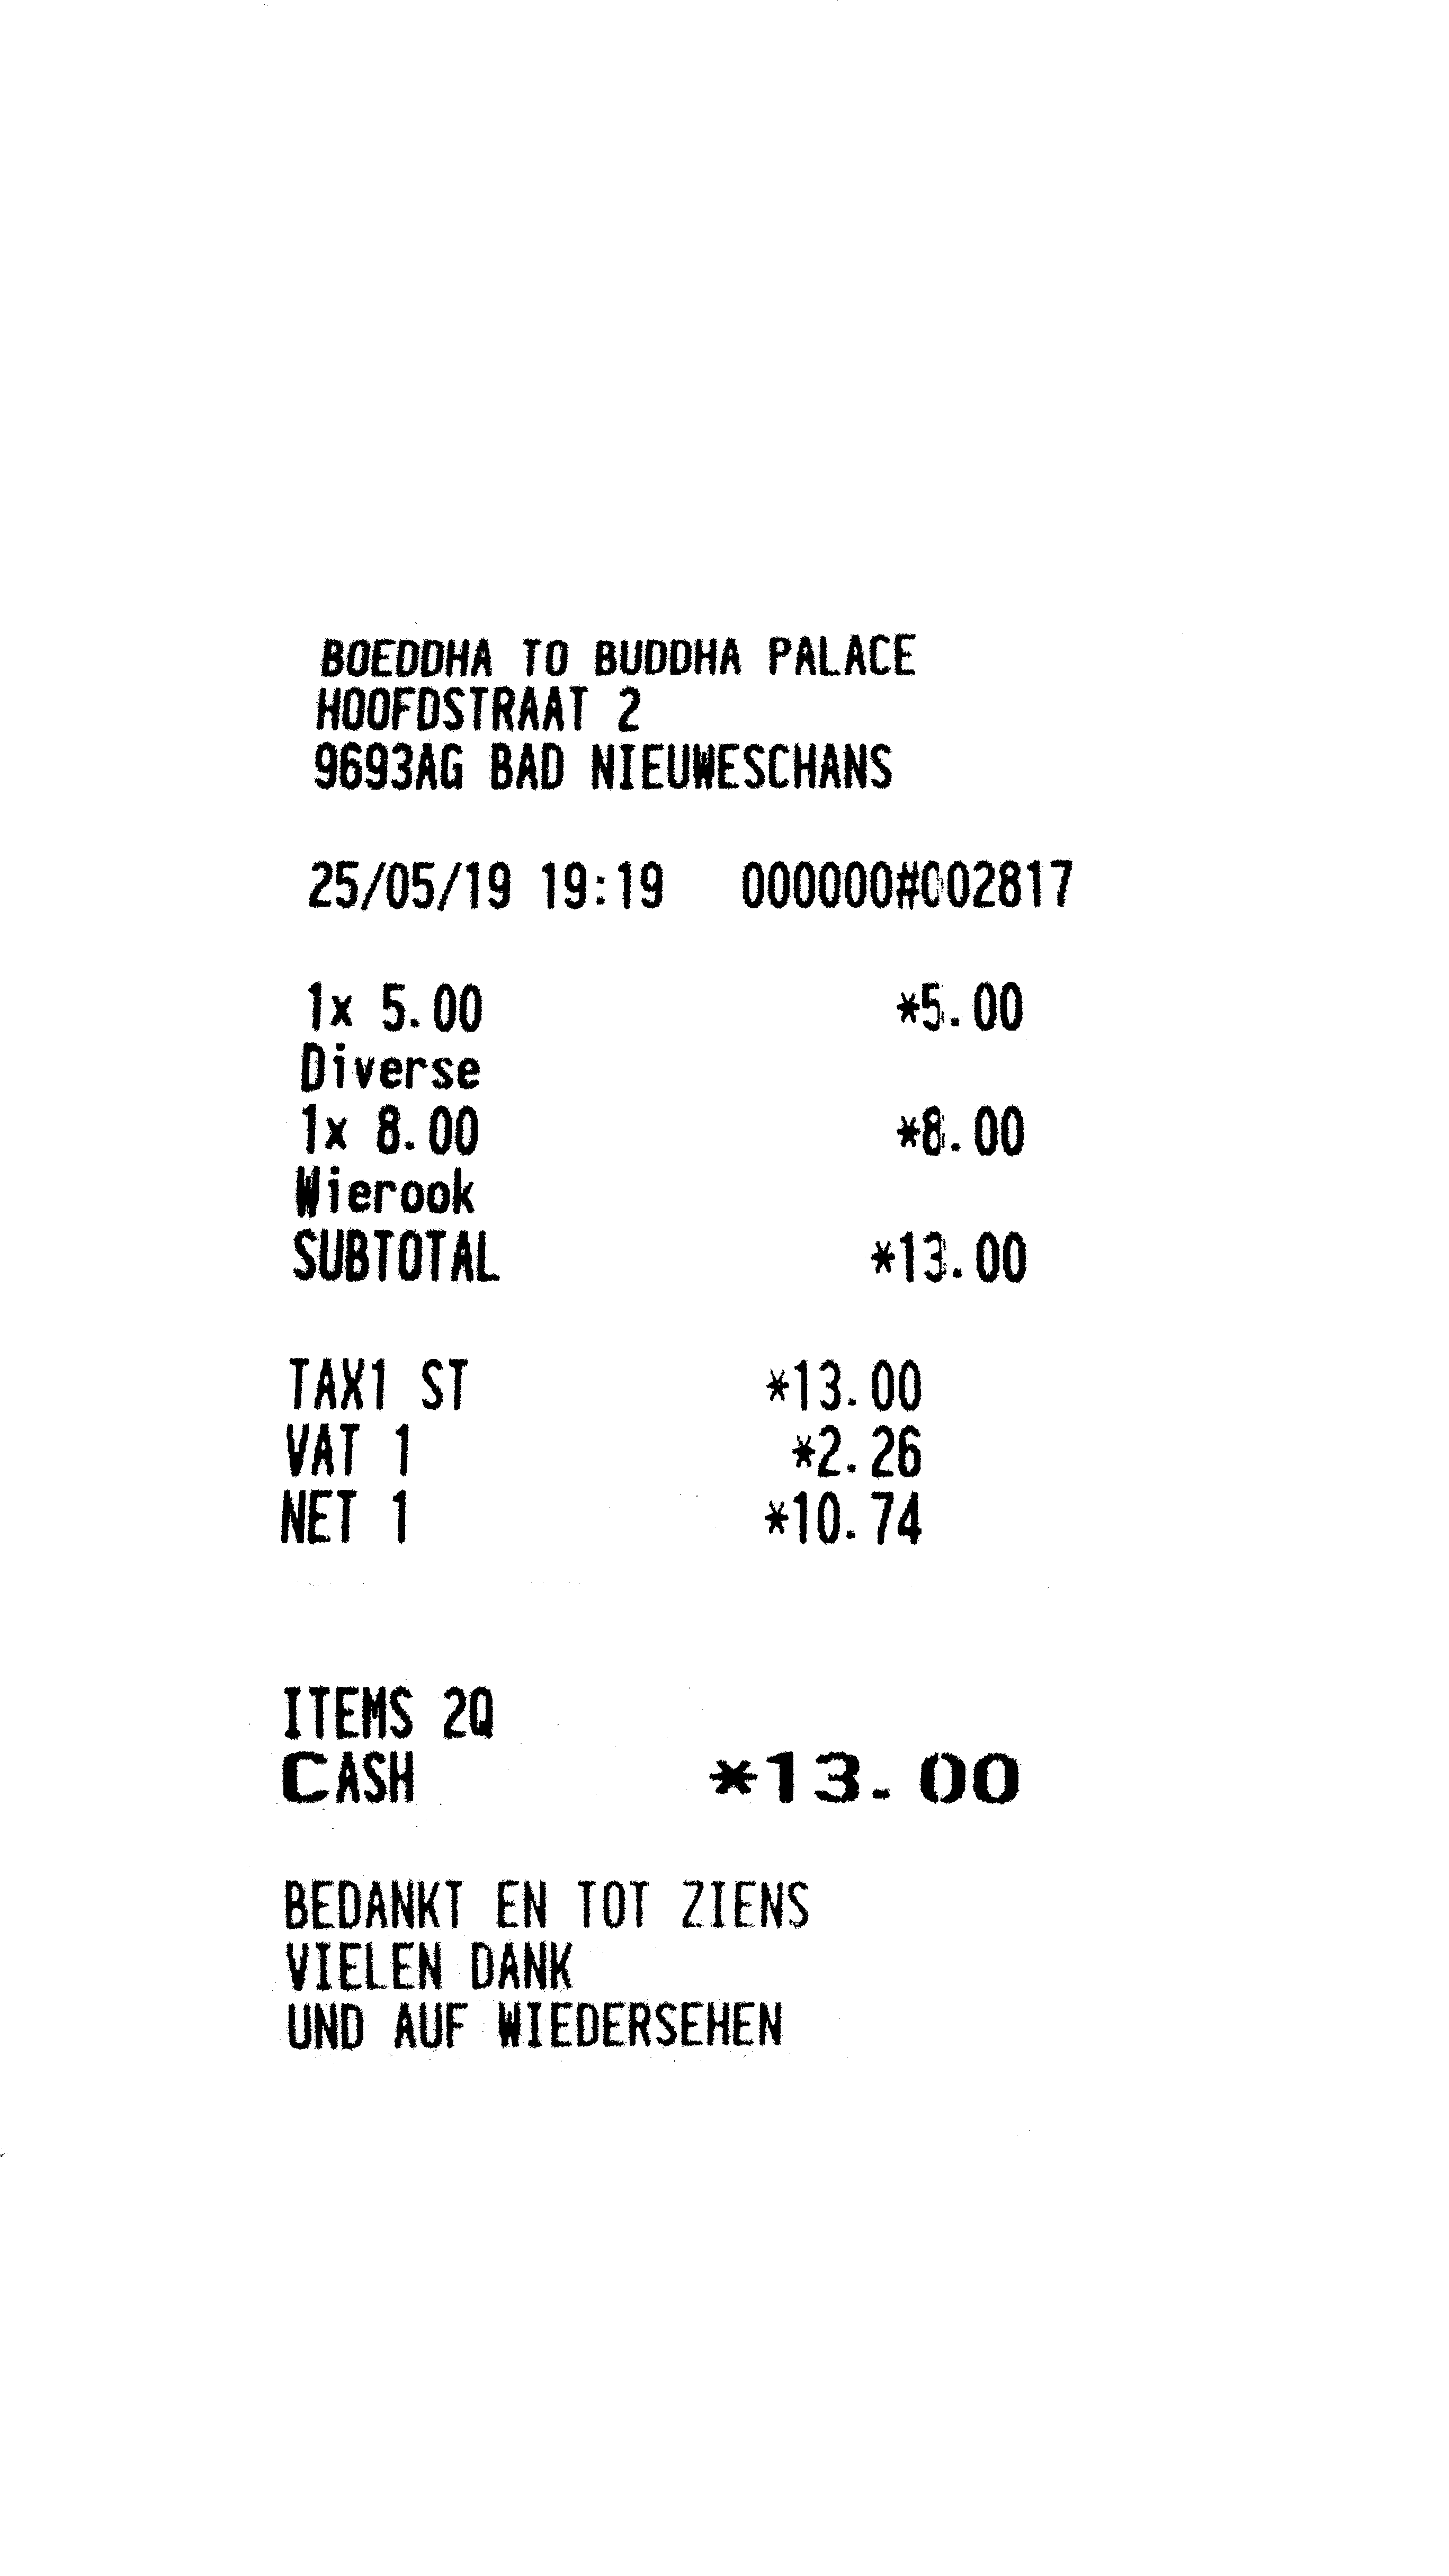 BOEDDHA TO BUDDHA PALACE
HOOFDSTRAAT 2
9693AG BAD NIEUWESCHANS
25/05/19 19:19 000000#002817
1x 5.00 *5.00
Diverse
1x 8.00 *8.00
Wierook
SUBTOTAL *13.00
TAX1 ST *13.00
VAT 1 *2.26
NET 1 *10.74
ITEMS 2Q
CASH *13.00
BEDANKT EN TOT ZIENS
VIELEN DANK
UND AUF WIEDERSEHEN